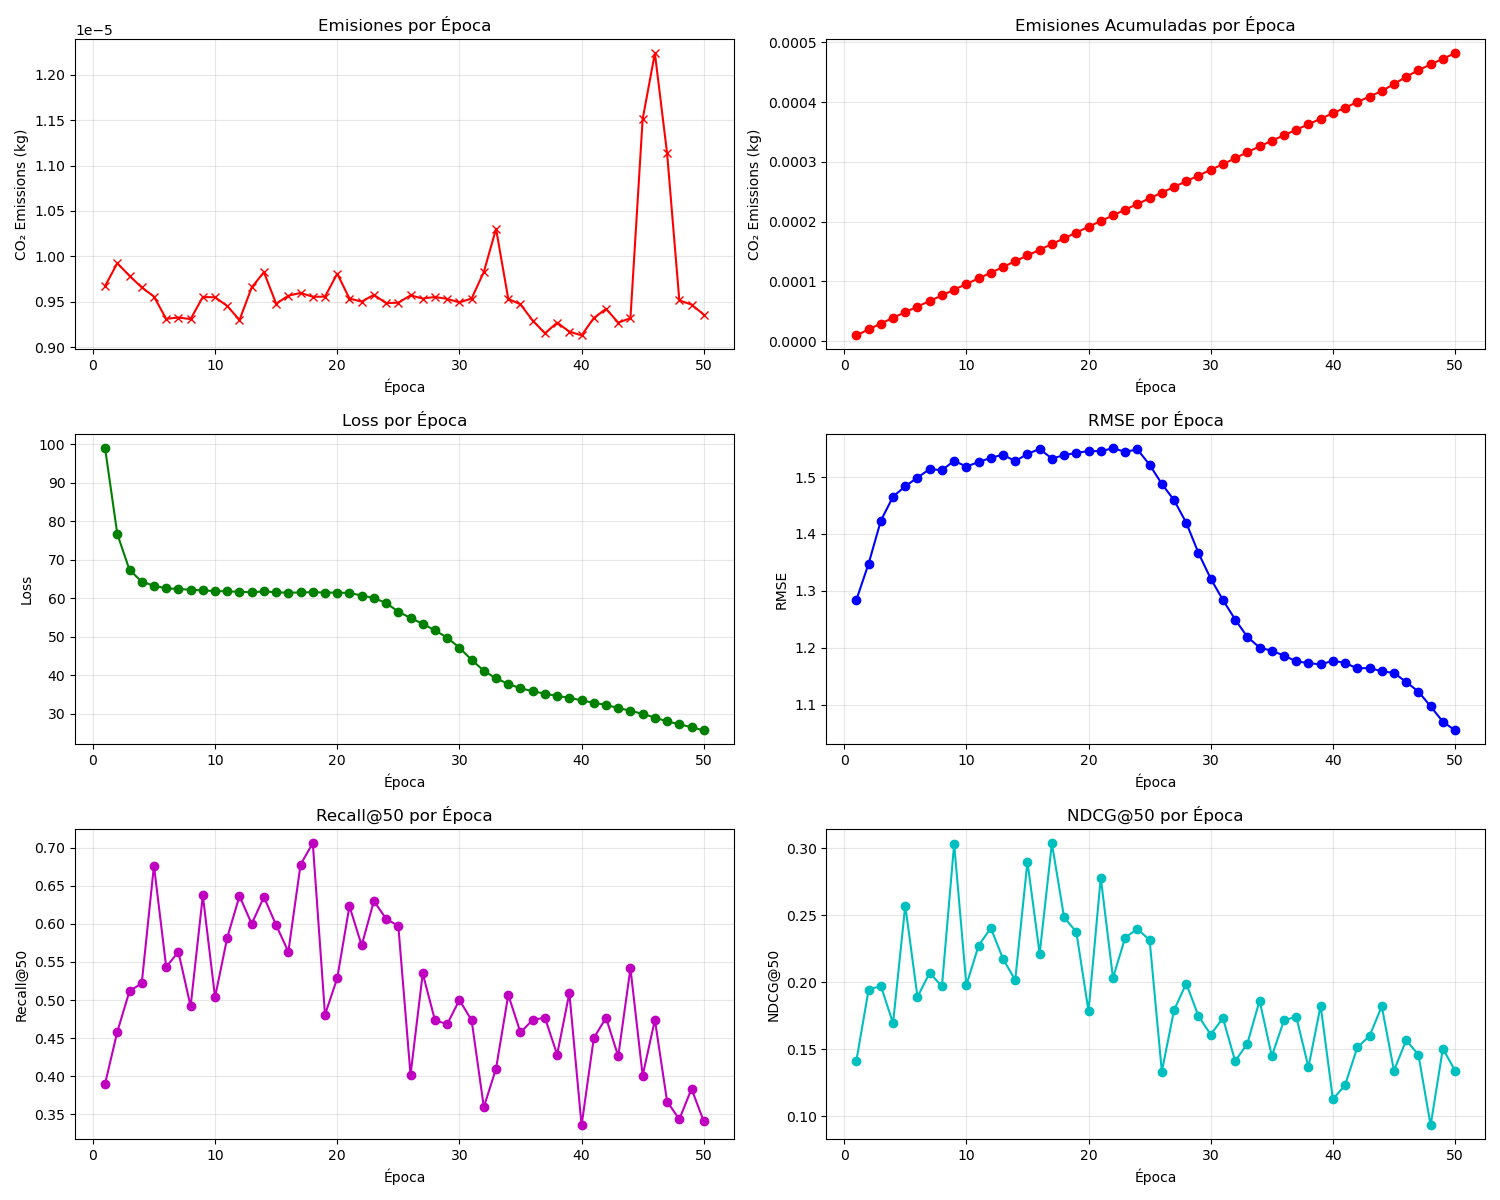 Emisiones por Época
1e−5
CO₂ Emissions (kg)
1.20
1.15
1.10
1.05
1.00
0.95
0.90
0 10 20 30 40 50
Época
Emisiones Acumuladas por Época
CO₂ Emissions (kg)
0.0005
0.0004
0.0003
0.0002
0.0001
0.0000
0 10 20 30 40 50
Época
Loss por Época
Loss
100
90
80
70
60
50
40
30
0 10 20 30 40 50
Época
RMSE por Época
RMSE
1.5
1.4
1.3
1.2
1.1
0 10 20 30 40 50
Época
Recall@50 por Época
Recall@50
0.70
0.65
0.60
0.55
0.50
0.45
0.40
0.35
0 10 20 30 40 50
Época
NDCG@50 por Época
NDCG@50
0.30
0.25
0.20
0.15
0.10
0 10 20 30 40 50
Época